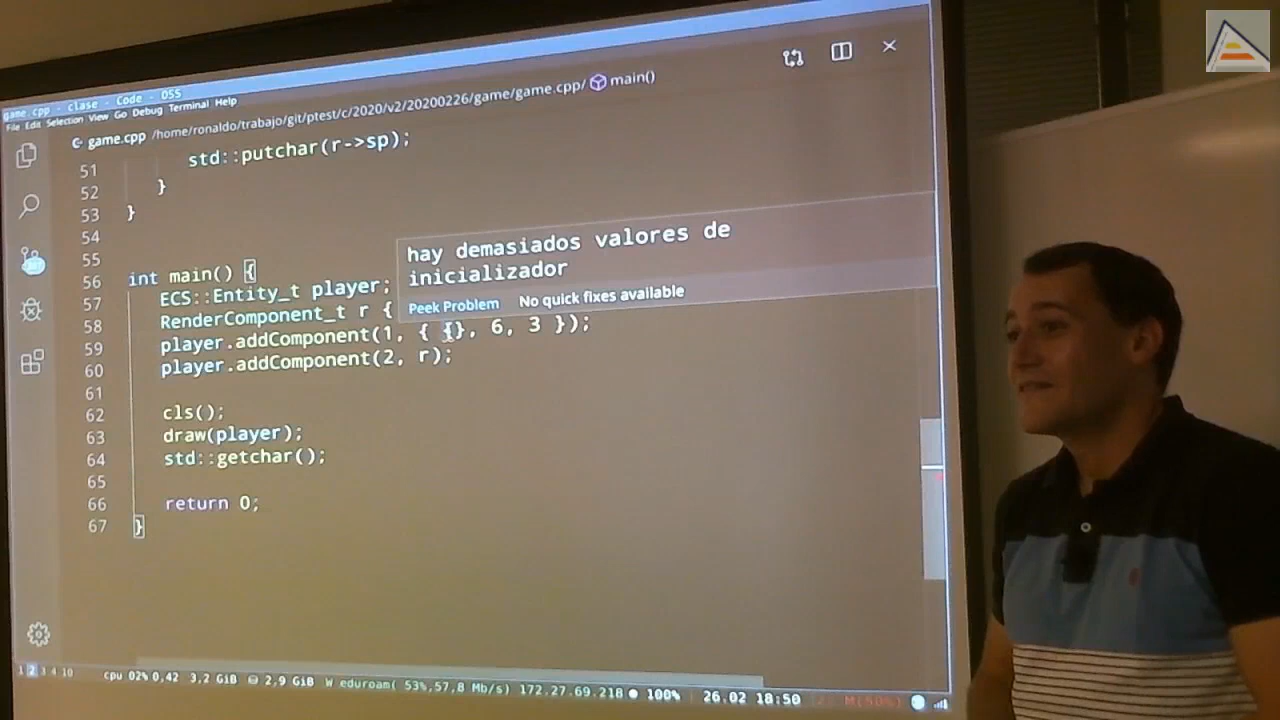 game.cpp - clase - Code - OSS
File Edit Selection View Go Debug Terminal Help
game.cpp /home/ronaldo/trabajo/git/ptest/c/2020/v2/20200226/game/game.cpp/ main()
51 std::putchar(r->sp);
52 }
53 }
54
55
56 int main() {
57 ECS::Entity_t player;
58 RenderComponent_t r {
59 player.addComponent(1, { {}, 6, 3 });
60 player.addComponent(2, r);
61
62 cls();
63 draw(player);
64 std::getchar();
65
66 return 0;
67 }
hay demasiados valores de
inicializador
Peek Problem No quick fixes available
1 2 3 4 10 cpu 02% 0,42 3,2 GiB 2,9 GiB W eduroam( 53%,57,8 Mb/s) 172.27.69.218 100% 26.02 18:50